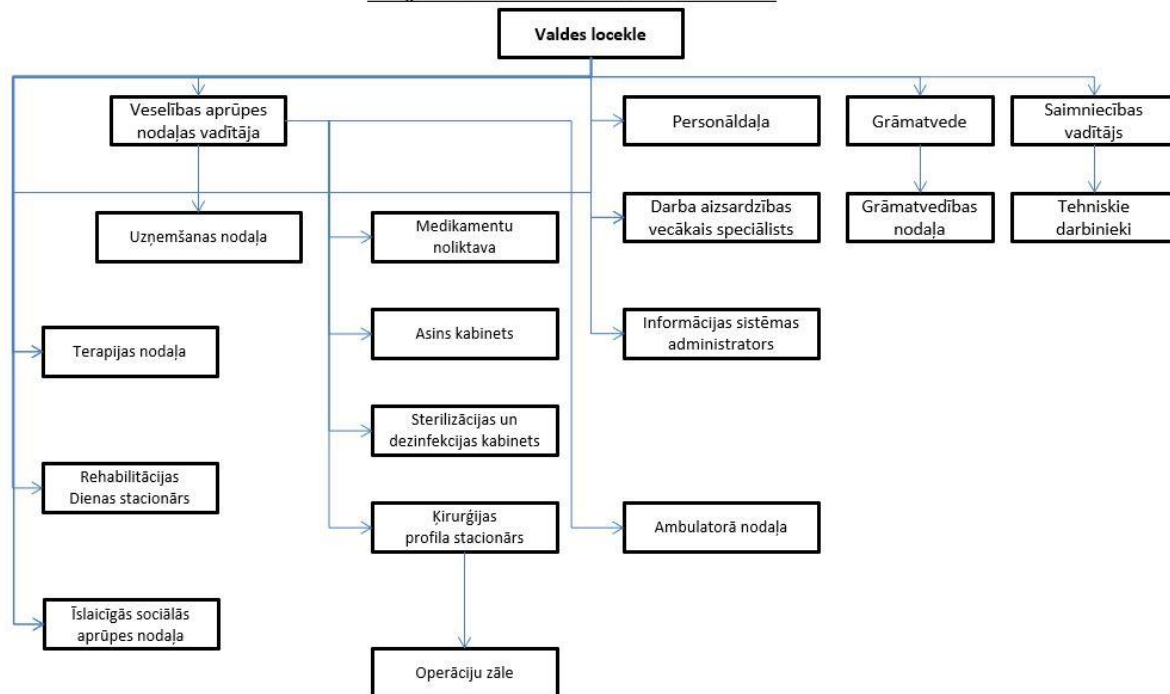 Valdes locekle
Veselības aprūpes
nodaļas vadītāja
Personāldaļa
Grāmatvede
Saimniecības
vadītājs
Uzņemšanas nodaļa
Medikamentu
noliktava
Darba aizsardzības
vecākais speciālists
Grāmatvedības
nodaļa
Tehniskie
darbinieki
Terapijas nodaļa
Asins kabinets
Informācijas sistēmas
administrators
Sterilizācijas un
dezinfekcijas kabinets
Rehabilitācijas
Dienas stacionārs
Ķirurģijas
profila stacionārs
Ambulatorā nodaļa
Īslaicīgās sociālās
aprūpes nodaļa
Operāciju zāle